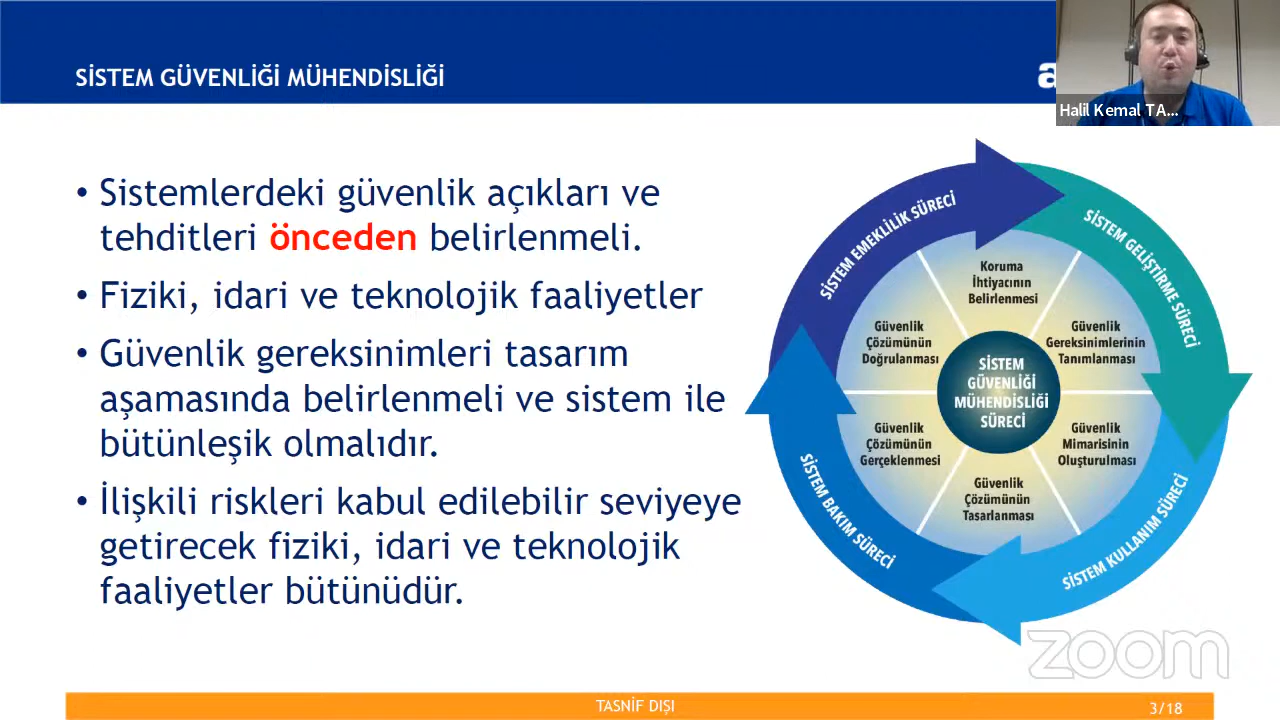 SİSTEM GÜVENLİĞİ MÜHENDİSLİĞİ
a
Halil Kemal TA...
• Sistemlerdeki güvenlik açıkları ve
tehditleri önceden belirlenmeli.
• Fiziki, idari ve teknolojik faaliyetler
• Güvenlik gereksinimleri tasarım
aşamasında belirlenmeli ve sistem ile
bütünleşik olmalıdır.
• İlişkili riskleri kabul edilebilir seviyeye
getirecek fiziki, idari ve teknolojik
faaliyetler bütünüdür.
SİSTEM EMEKLİLİK SÜRECİ
SİSTEM GELİŞTİRME SÜRECİ
SİSTEM KULLANIM SÜRECİ
SİSTEM BAKIM SÜRECİ
Koruma
İhtiyacının
Belirlenmesi
Güvenlik
Gereksinimlerinin
Tanımlanması
Güvenlik
Mimarisinin
Oluşturulması
Güvenlik
Çözümünün
Tasarlanması
Güvenlik
Çözümünün
Gerçeklenmesi
Güvenlik
Çözümünün
Doğrulanması
SİSTEM
GÜVENLİĞİ
MÜHENDİSLİĞİ
SÜRECİ
zoom
TASNİF DIŞI
3/18